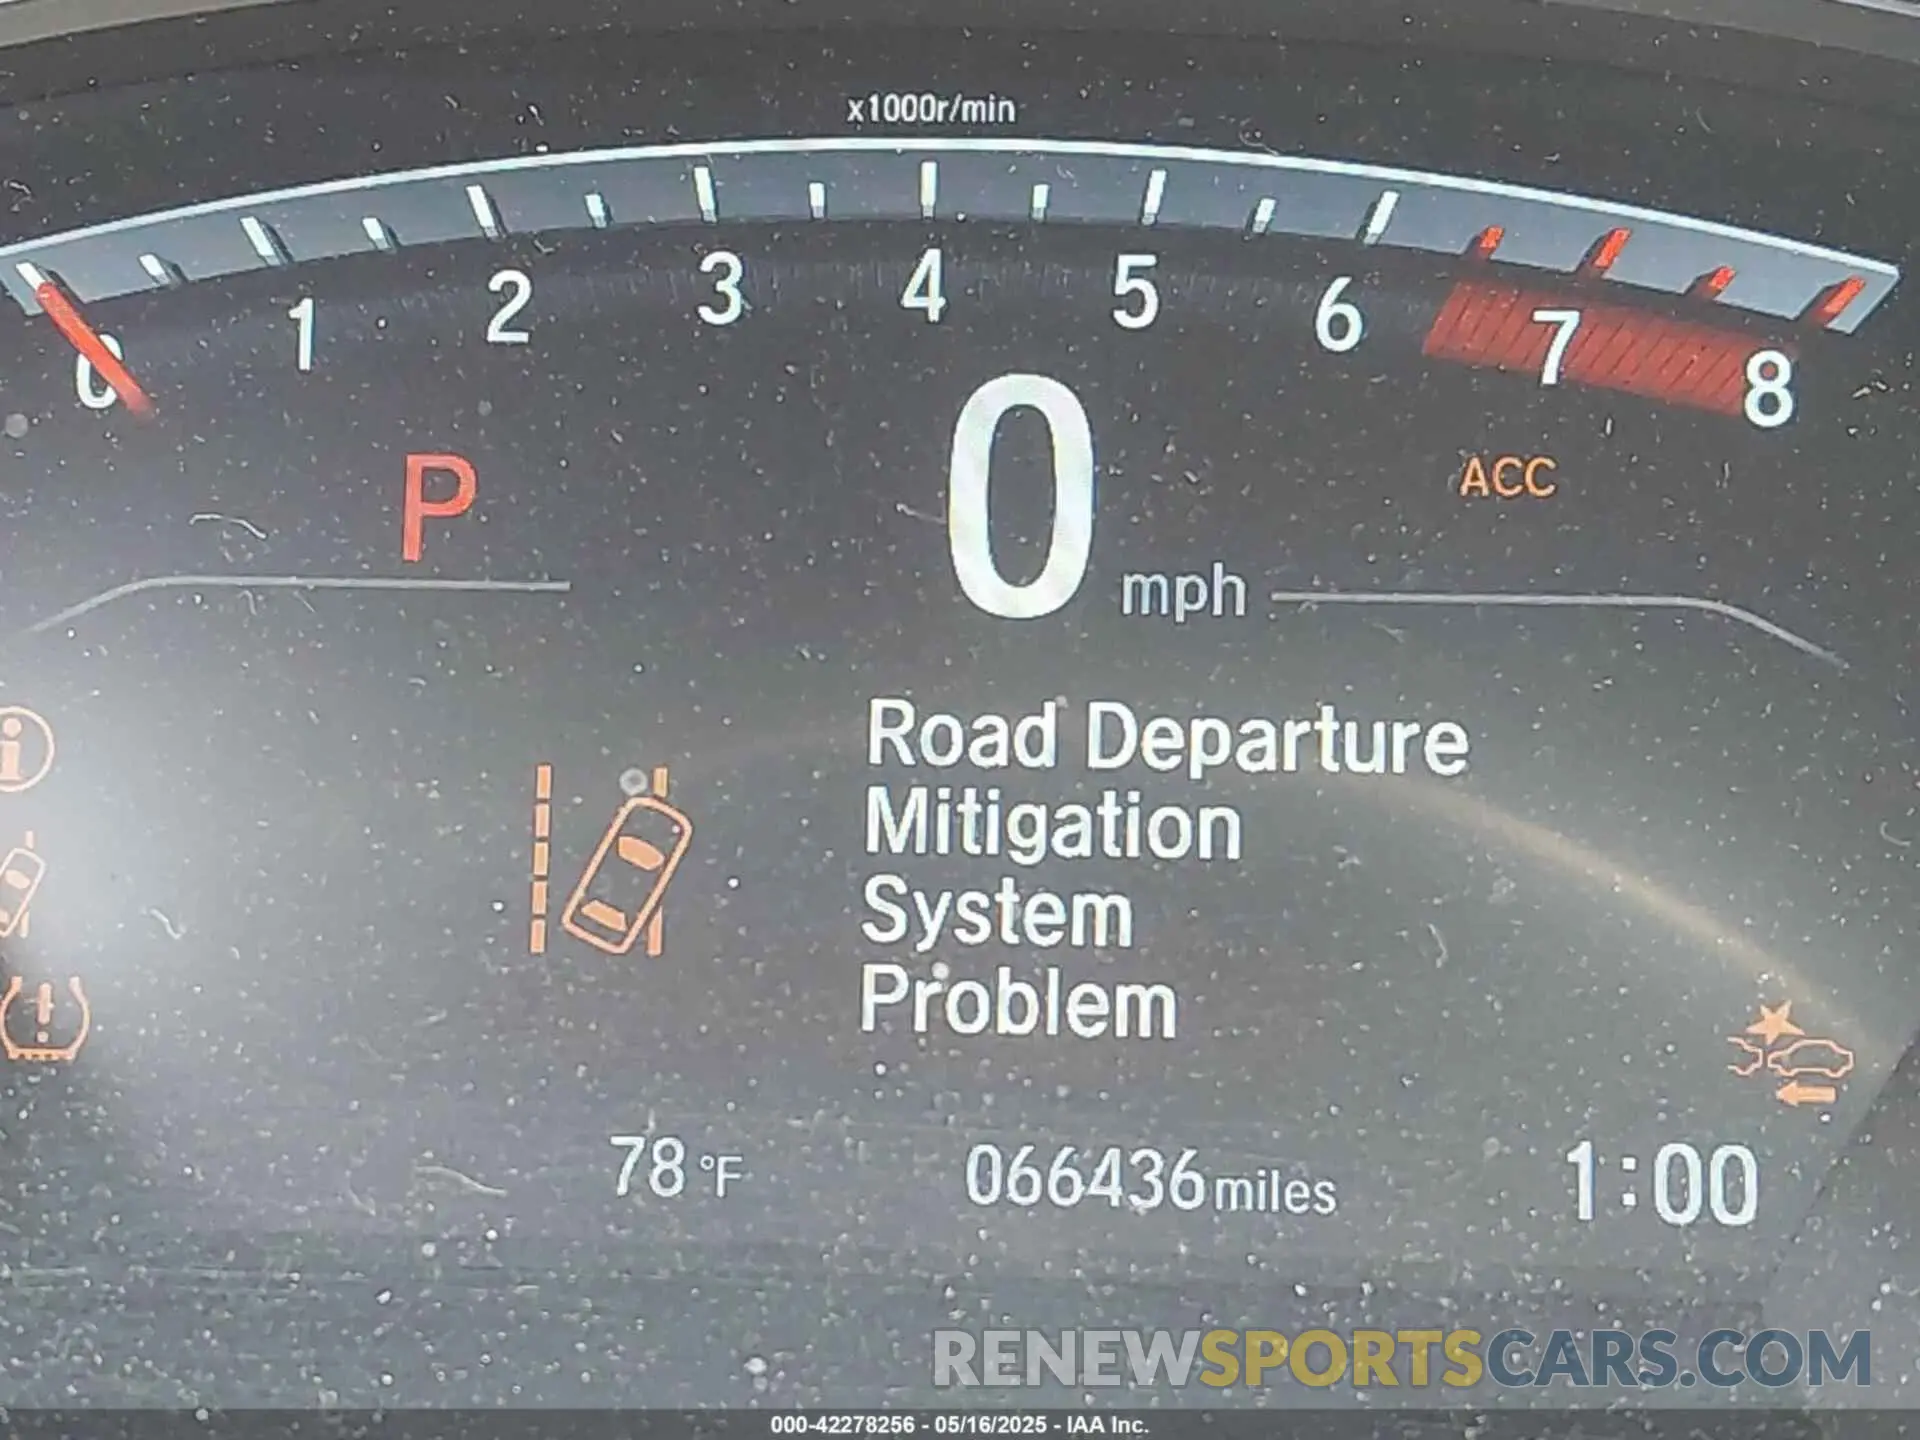 x1000r/min
0 1 2 3 4 5 6 7 8
P
0 mph
ACC
Road Departure
Mitigation
System
Problem
78 °F 066436 miles 1:00
RENEWSPORTSCARS.COM
000-42278256 - 05/16/2025 - IAA Inc.